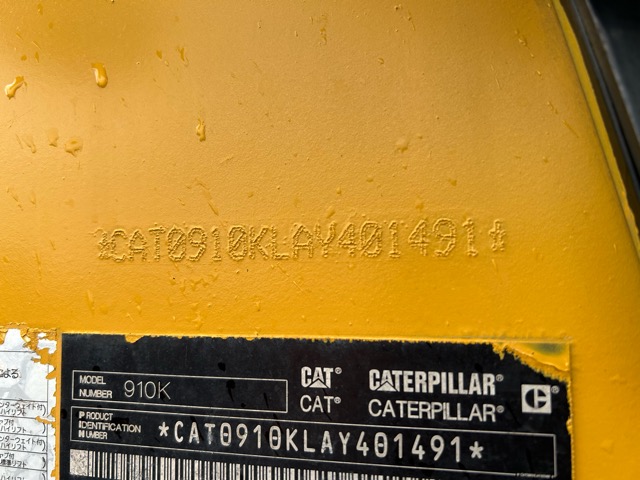 *CAT0910KLAY401491*
MODEL NUMBER 910K
CAT® CATERPILLAR®
CAT® CATERPILLAR®
PRODUCT IDENTIFICATION NUMBER
*CAT0910KLAY401491*